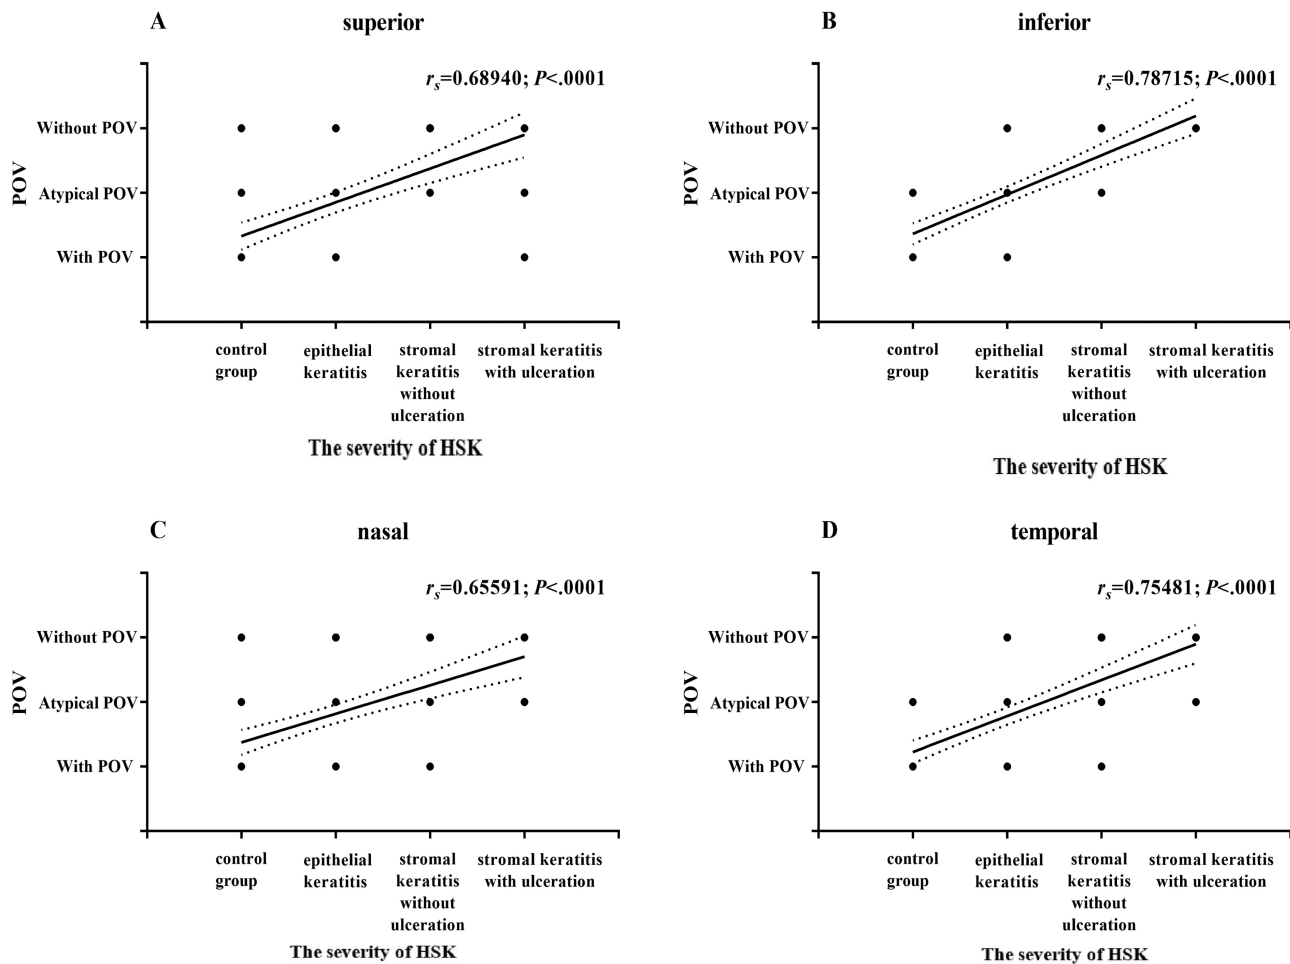 A
superior
r_s=0.68940; P<.0001
Without POV
Atypical POV
With POV
POV
control
group
epithelial
keratitis
stromal
keratitis
without
ulceration
stromal keratitis
with ulceration
The severity of HSK
B
inferior
r_s=0.78715; P<.0001
Without POV
Atypical POV
With POV
POV
control
group
epithelial
keratitis
stromal
keratitis
without
ulceration
stromal keratitis
with ulceration
The severity of HSK
C
nasal
r_s=0.65591; P<.0001
Without POV
Atypical POV
With POV
POV
control
group
epithelial
keratitis
stromal
keratitis
without
ulceration
stromal keratitis
with ulceration
The severity of HSK
D
temporal
r_s=0.75481; P<.0001
Without POV
Atypical POV
With POV
POV
control
group
epithelial
keratitis
stromal
keratitis
without
ulceration
stromal keratitis
with ulceration
The severity of HSK